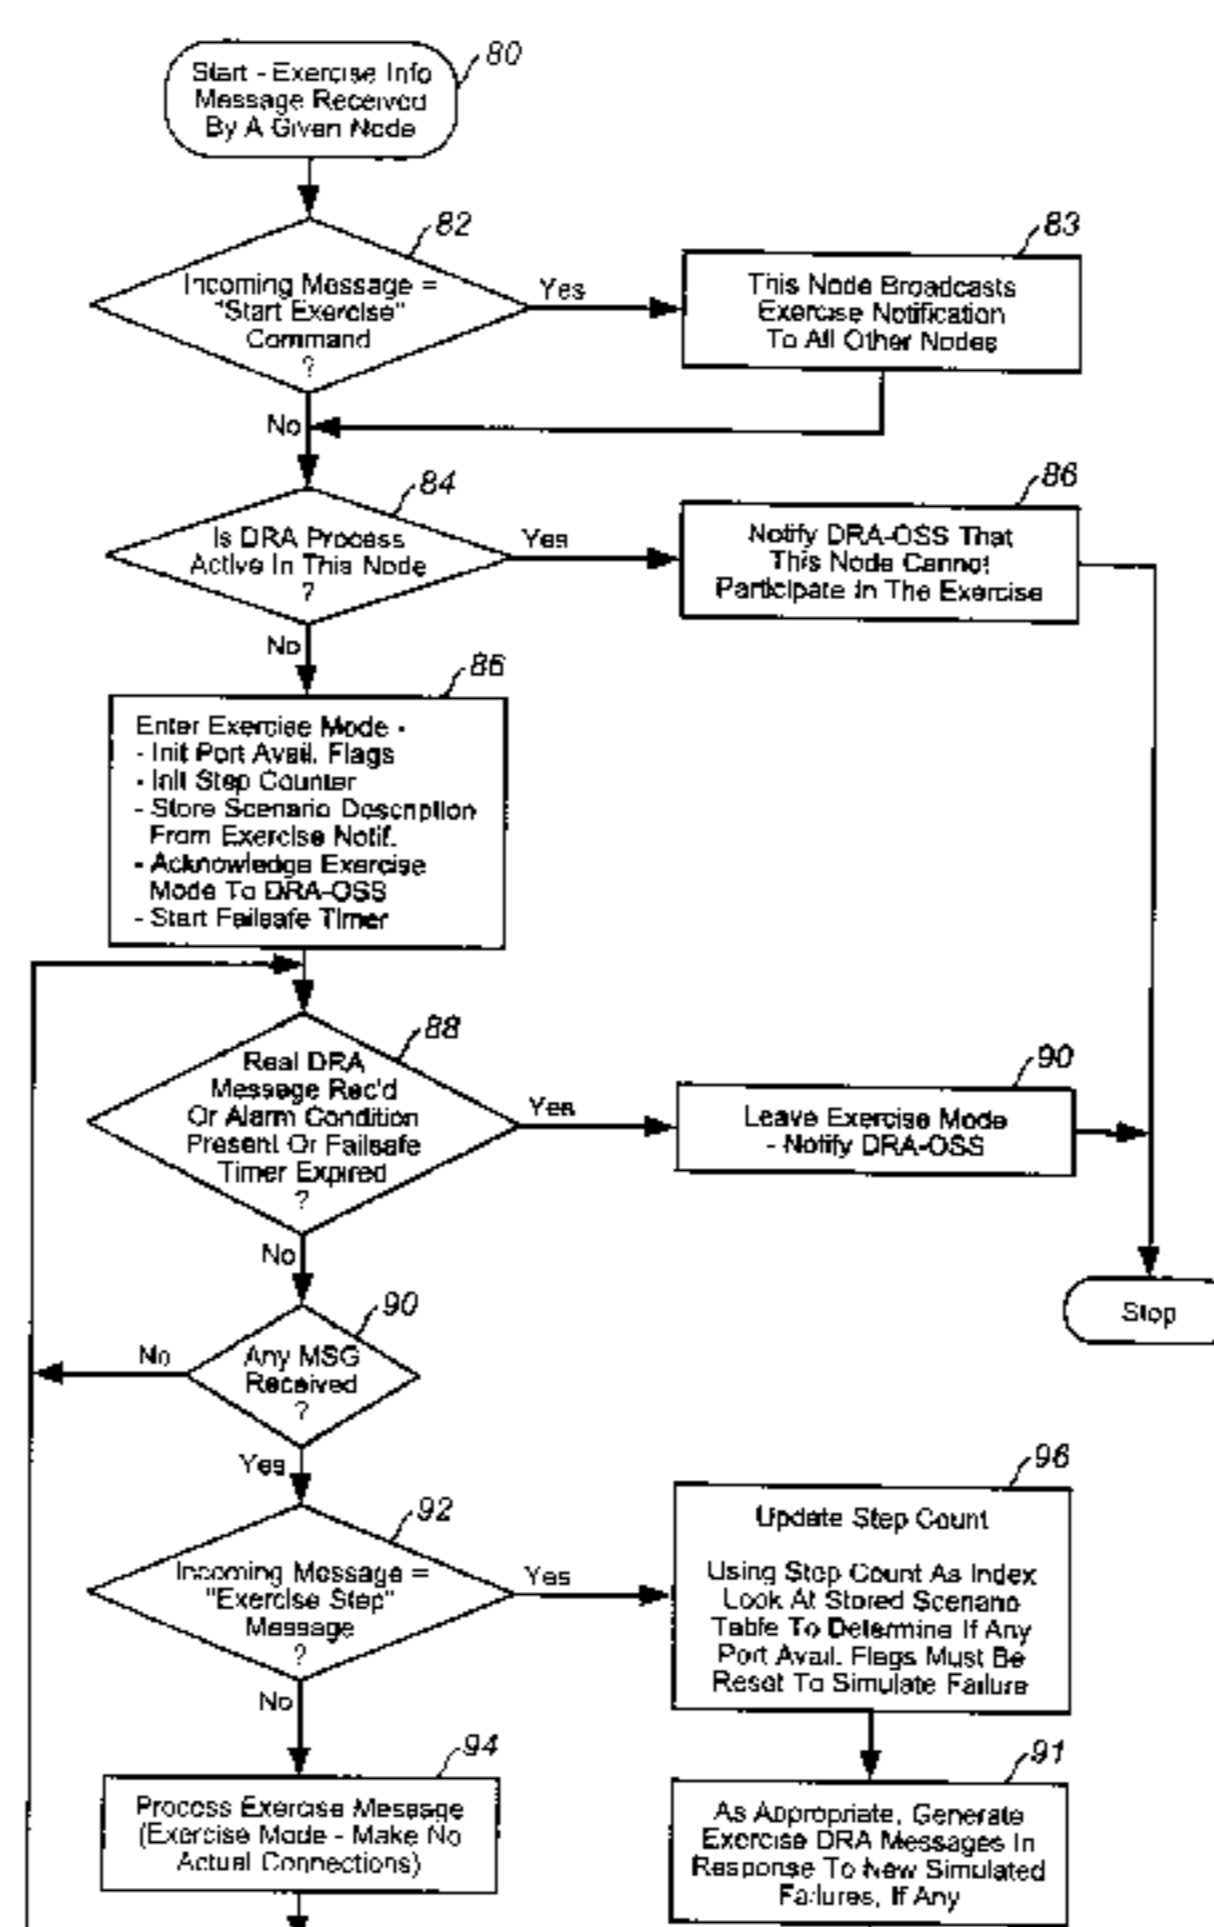 80
Start - Exercise Info
Message Received
By A Given Node
82
Incoming Message =
"Start Exercise"
Command
?
Yes
83
This Node Broadcasts
Exercise Notification
To All Other Nodes
No
84
Is DRA Process
Active In This Node
?
Yes
86
Notify DRA-OSS That
This Node Cannot
Participate In The Exercise
No
86
Enter Exercise Mode -
- Init Port Avail. Flags
- Init Step Counter
- Store Scenario Description
From Exercise Notif.
- Acknowledge Exercise
Mode To DRA-OSS
- Start Failsafe Timer
88
Real DRA
Message Rec'd
Or Alarm Condition
Present Or Failsafe
Timer Expired
?
Yes
90
Leave Exercise Mode
- Notify DRA-OSS
No
Stop
90
Any MSG
Received
?
No
Yes
92
Incoming Message =
"Exercise Step"
Message
?
Yes
96
Update Step Count
Using Step Count As Index
Look At Stored Scenario
Table To Determine If Any
Port Avail. Flags Must Be
Reset To Simulate Failure
No
94
Process Exercise Message
(Exercise Mode - Make No
Actual Connections)
91
As Appropriate, Generate
Exercise DRA Messages In
Response To New Simulated
Failures, If Any